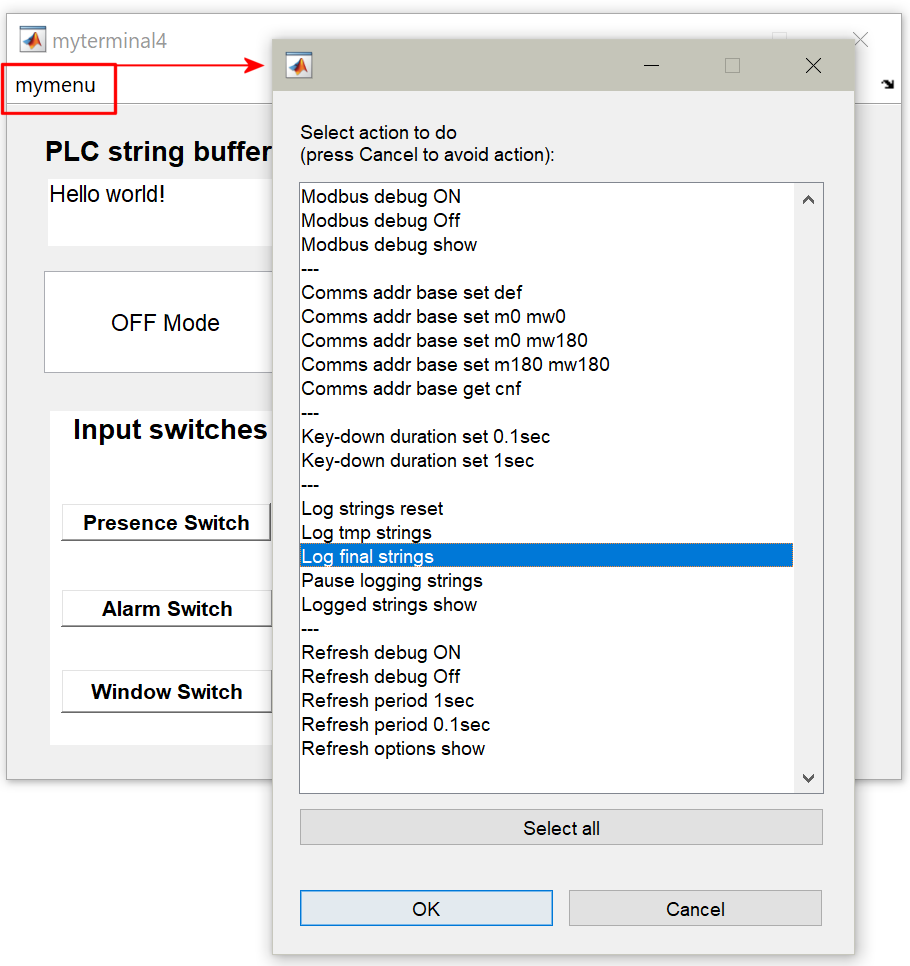 myterminal4
mymenu
PLC string buffer
Hello world!
OFF Mode
Input switches
Presence Switch
Alarm Switch
Window Switch
Select action to do
(press Cancel to avoid action):
Modbus debug ON
Modbus debug Off
Modbus debug show
---
Comms addr base set def
Comms addr base set m0 mw0
Comms addr base set m0 mw180
Comms addr base set m180 mw180
Comms addr base get cnf
---
Key-down duration set 0.1sec
Key-down duration set 1sec
---
Log strings reset
Log tmp strings
Log final strings
Pause logging strings
Logged strings show
---
Refresh debug ON
Refresh debug Off
Refresh period 1sec
Refresh period 0.1sec
Refresh options show
Select all
OK
Cancel